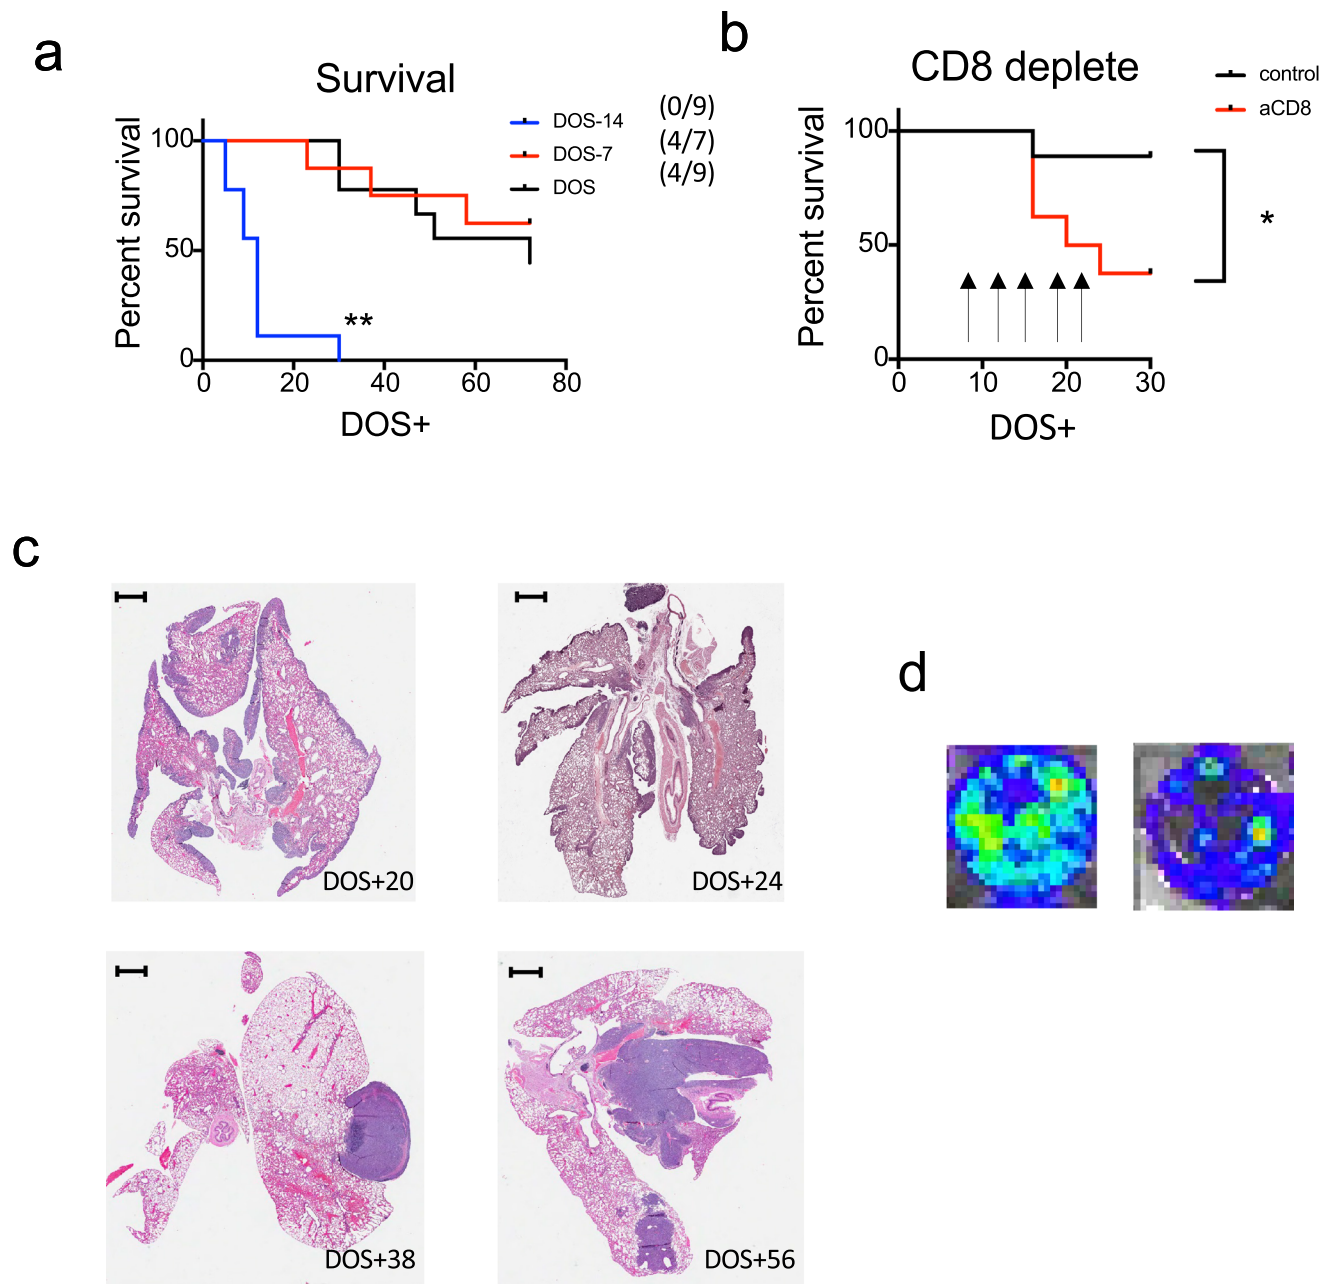 a
Survival
DOS-14 (0/9)
DOS-7 (4/7)
DOS (4/9)
Percent survival
100
50
0
**
0 20 40 60 80
DOS+
b
CD8 deplete
control
aCD8
Percent survival
100
50
0
*
0 10 20 30
DOS+
c
DOS+20
DOS+24
DOS+38
DOS+56
d